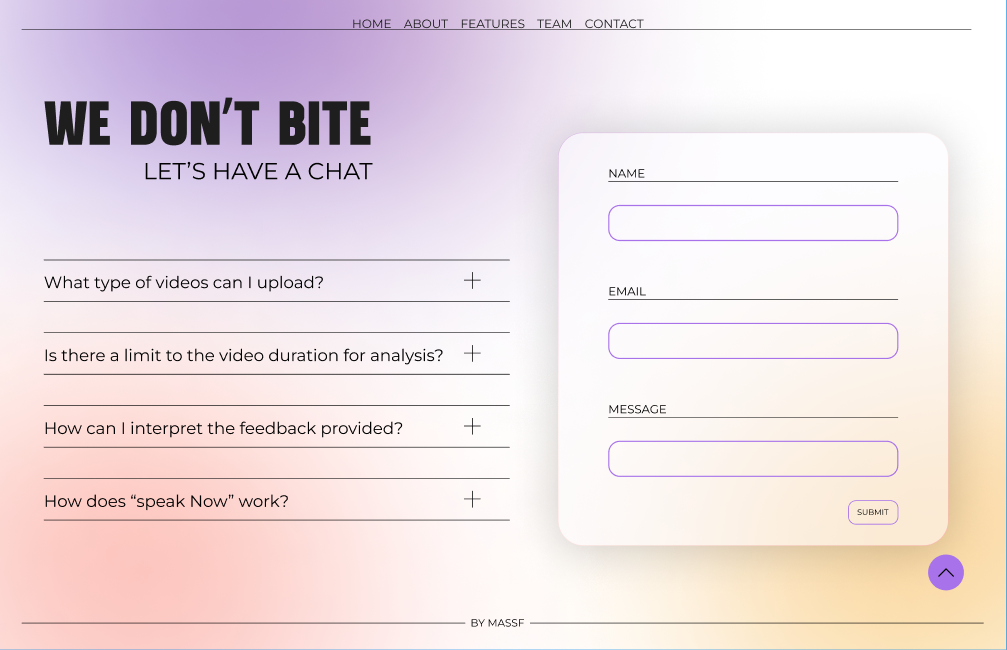 HOME ABOUT FEATURES TEAM CONTACT
WE DON'T BITE
LET'S HAVE A CHAT
What type of videos can I upload?
Is there a limit to the video duration for analysis?
How can I interpret the feedback provided?
How does “speak Now” work?
NAME
EMAIL
MESSAGE
SUBMIT
BY MASSF